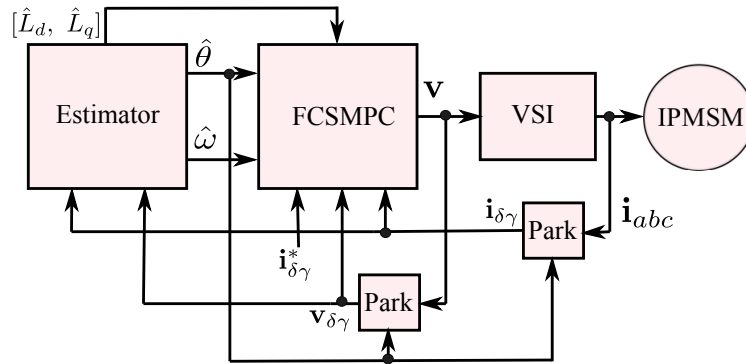 [L̂_d, L̂_q]
θ̂
v
Estimator
FCSMPC
VSI
IPMSM
ω̂
i_δγ
i_abc
Park
i*_δγ
Park
v_δγ